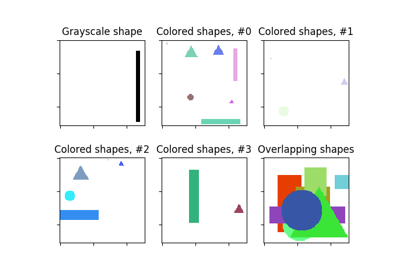 Grayscale shape
Colored shapes, #0
Colored shapes, #1
Colored shapes, #2
Colored shapes, #3
Overlapping shapes